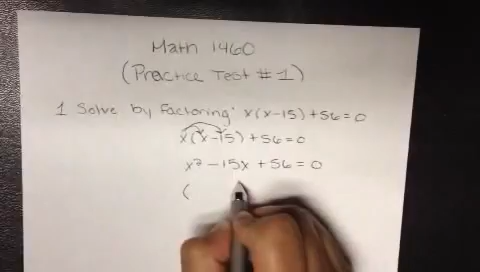 Math 1460
(Practice Test #1)
1 Solve by Factoring: x(x-15)+56=0
x(x-15)+56=0
x² - 15x + 56 = 0
(